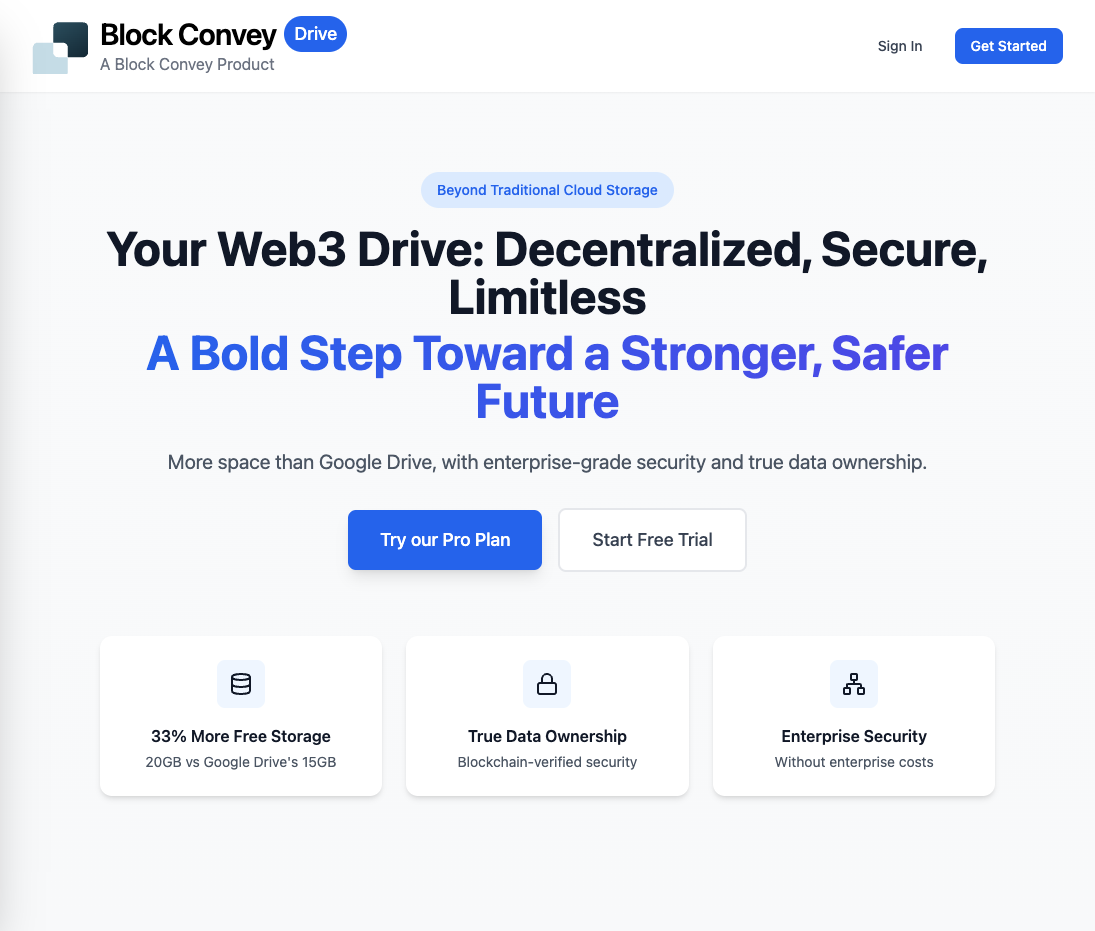 Block Convey Drive
A Block Convey Product
Sign In
Get Started
Beyond Traditional Cloud Storage
Your Web3 Drive: Decentralized, Secure,
Limitless
A Bold Step Toward a Stronger, Safer
Future
More space than Google Drive, with enterprise-grade security and true data ownership.
Try our Pro Plan
Start Free Trial
33% More Free Storage
20GB vs Google Drive's 15GB
True Data Ownership
Blockchain-verified security
Enterprise Security
Without enterprise costs